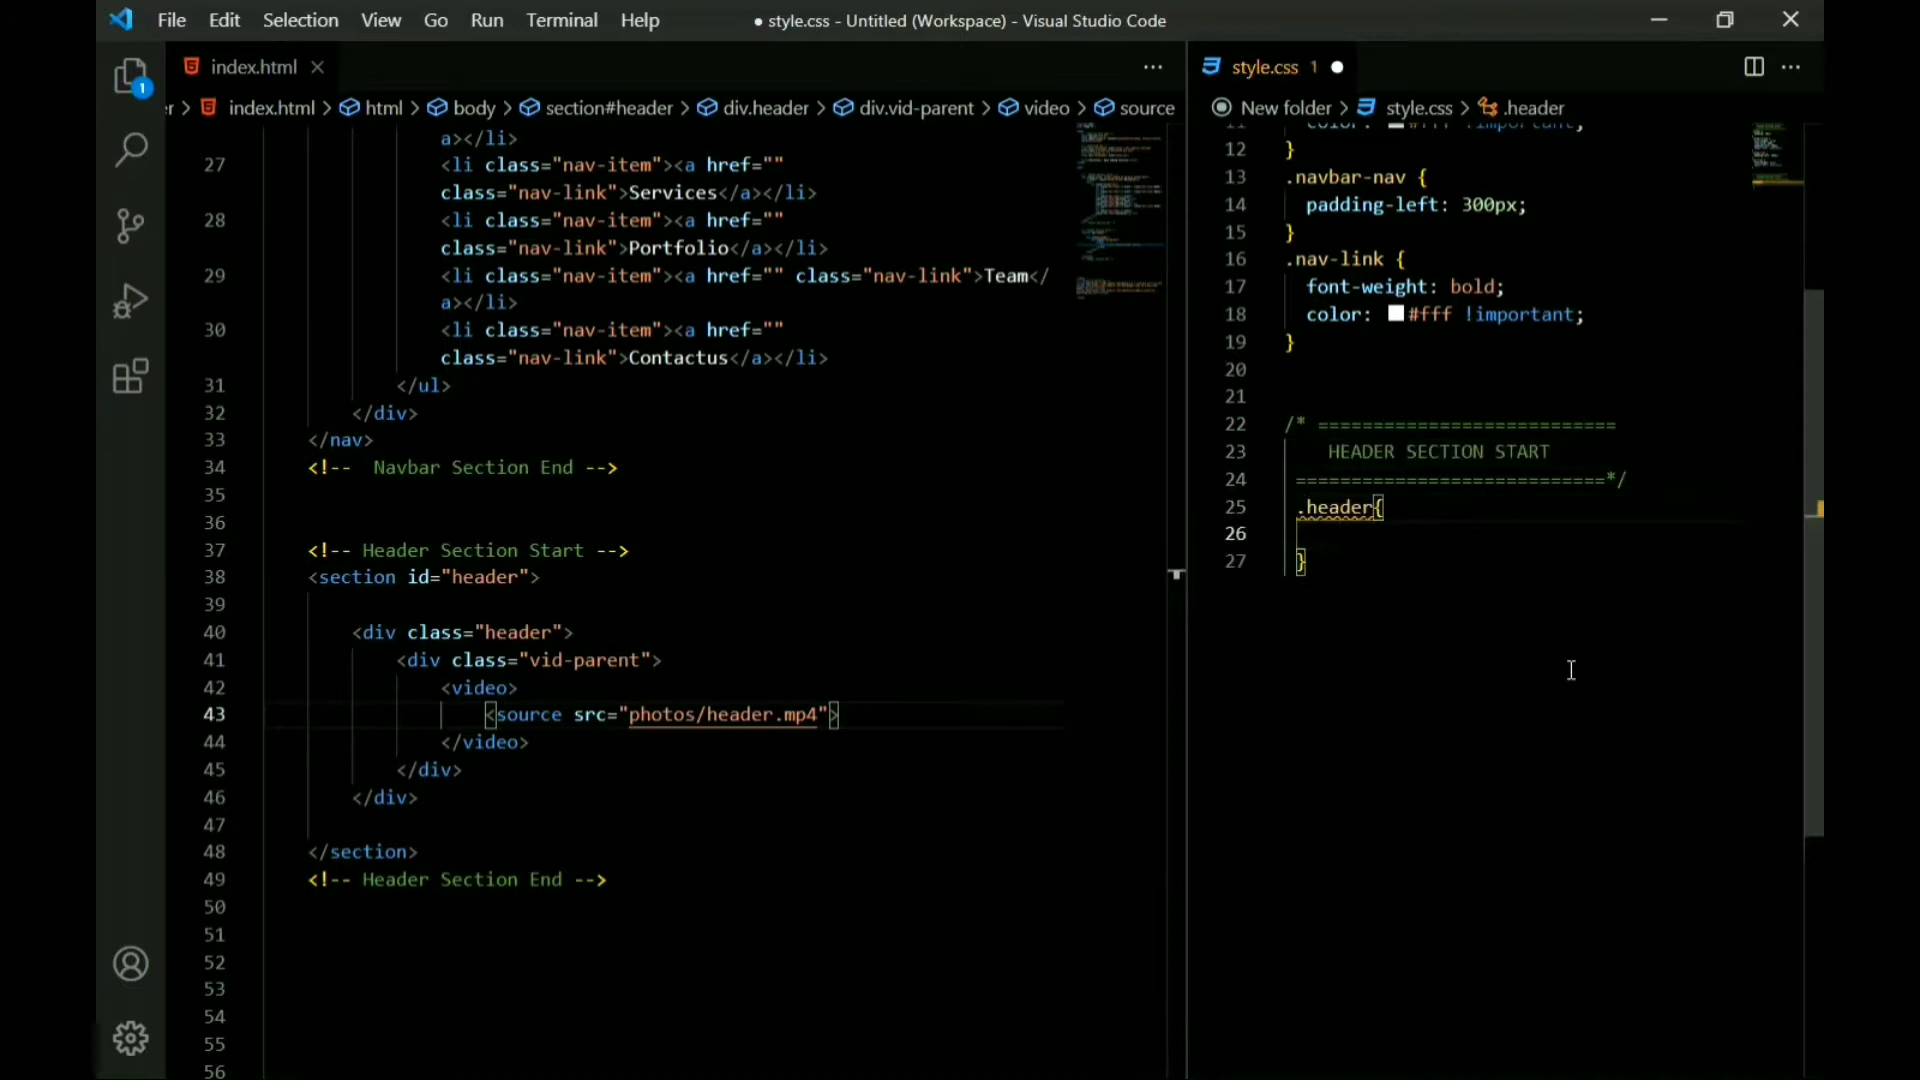 File Edit Selection View Go Run Terminal Help
● style.css - Untitled (Workspace) - Visual Studio Code
1
index.html
r > index.html > html > body > section#header > div.header > div.vid-parent > video > source
a></li>
27 <li class="nav-item"><a href=""
class="nav-link">Services</a></li>
28 <li class="nav-item"><a href=""
class="nav-link">Portfolio</a></li>
29 <li class="nav-item"><a href="" class="nav-link">Team</
a></li>
30 <li class="nav-item"><a href=""
class="nav-link">Contactus</a></li>
31 </ul>
32 </div>
33 </nav>
34 <!--  Navbar Section End -->
35
36
37 <!-- Header Section Start -->
38 <section id="header">
39
40 <div class="header">
41 <div class="vid-parent">
42 <video>
43 <source src="photos/header.mp4">
44 </video>
45 </div>
46 </div>
47
48 </section>
49 <!-- Header Section End -->
50
51
52
53
54
55
56
style.css 1 ●
New folder > style.css > .header
11 color: #fff !important;
12 }
13 .navbar-nav {
14 padding-left: 300px;
15 }
16 .nav-link {
17 font-weight: bold;
18 color: #fff !important;
19 }
20
21
22 /* ===========================
23 HEADER SECTION START
24 ============================*/
25 .header{
26
27 }